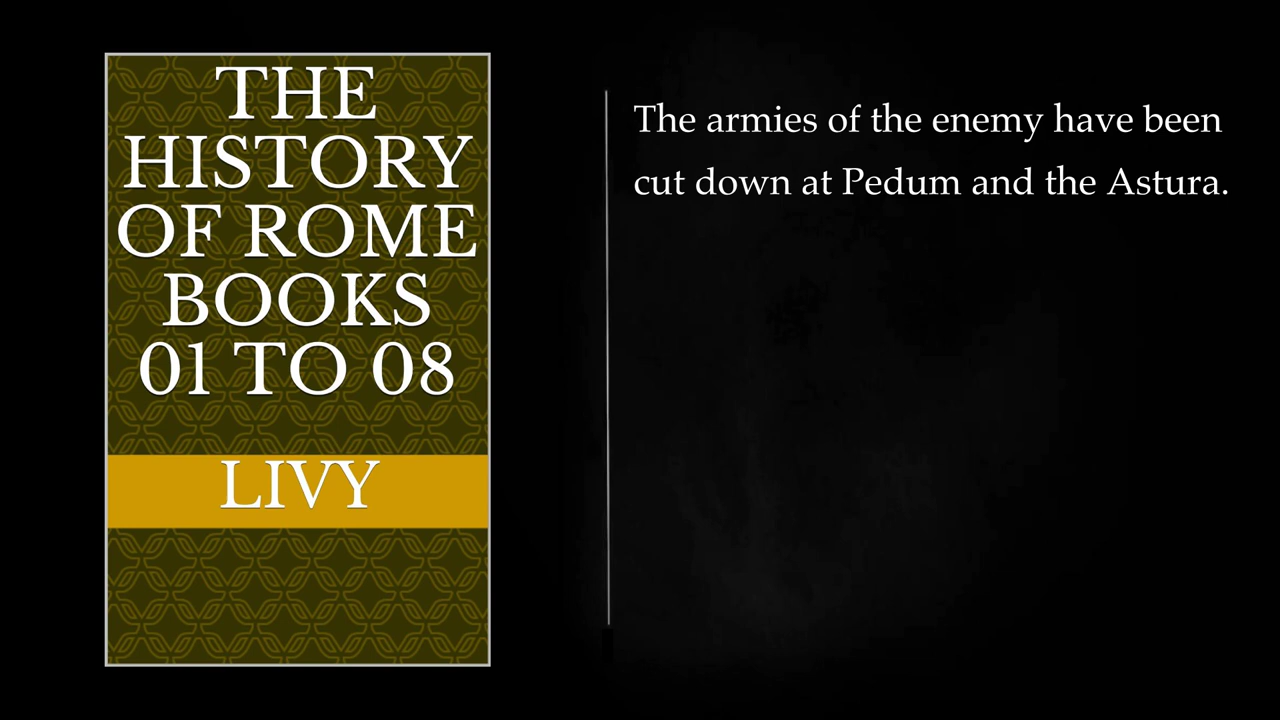 THE
HISTORY
OF ROME
BOOKS
01 TO 08
LIVY
The armies of the enemy have been
cut down at Pedum and the Astura.